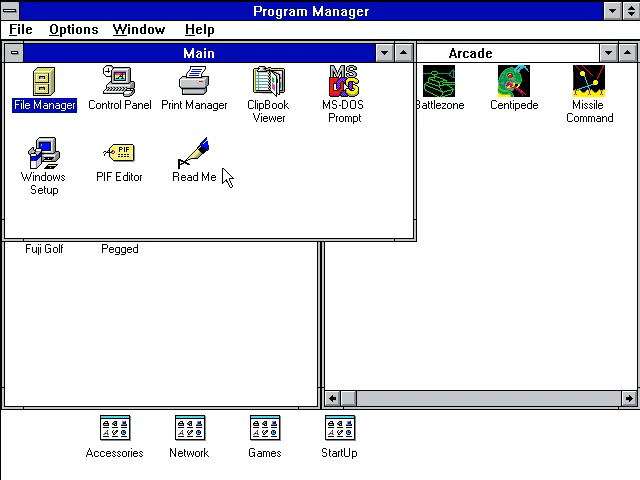 Program Manager
File Options Window Help
Main
Arcade
File Manager
Control Panel
Print Manager
ClipBook
Viewer
MS-DOS
Prompt
Battlezone
Centipede
Missile
Command
Windows
Setup
PIF Editor
Read Me
Fuji Golf
Pegged
Accessories
Network
Games
StartUp